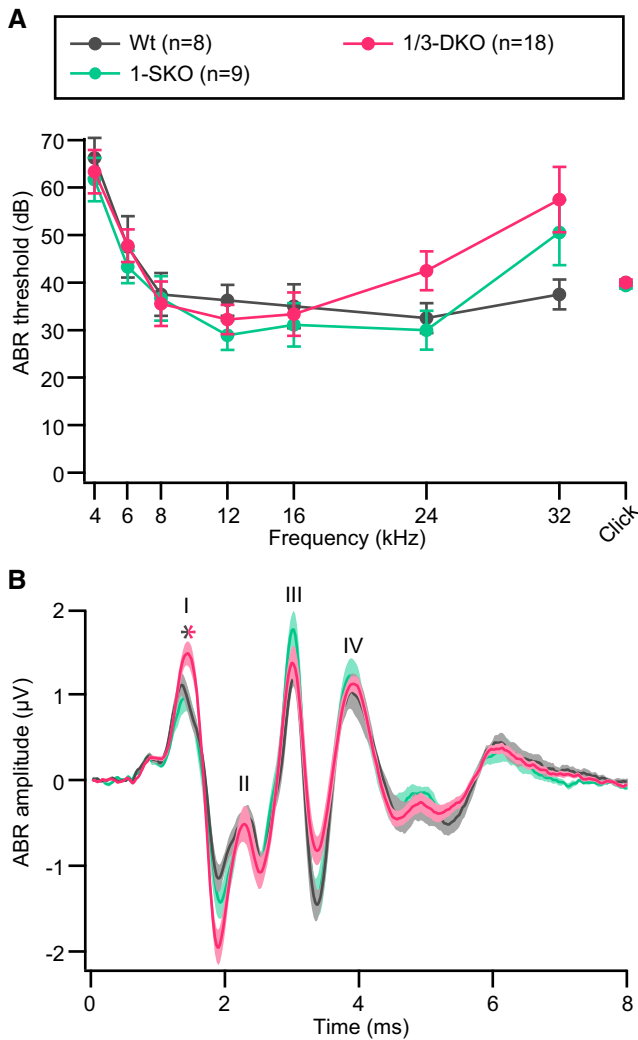 A
Wt (n=8)
1/3-DKO (n=18)
1-SKO (n=9)
70
60
50
40
30
20
10
0
ABR threshold (dB)
4
6
8
12
16
24
32
Click
Frequency (kHz)
B
I
II
III
IV
*
2
1
0
-1
-2
ABR amplitude (µV)
0
2
4
6
8
Time (ms)